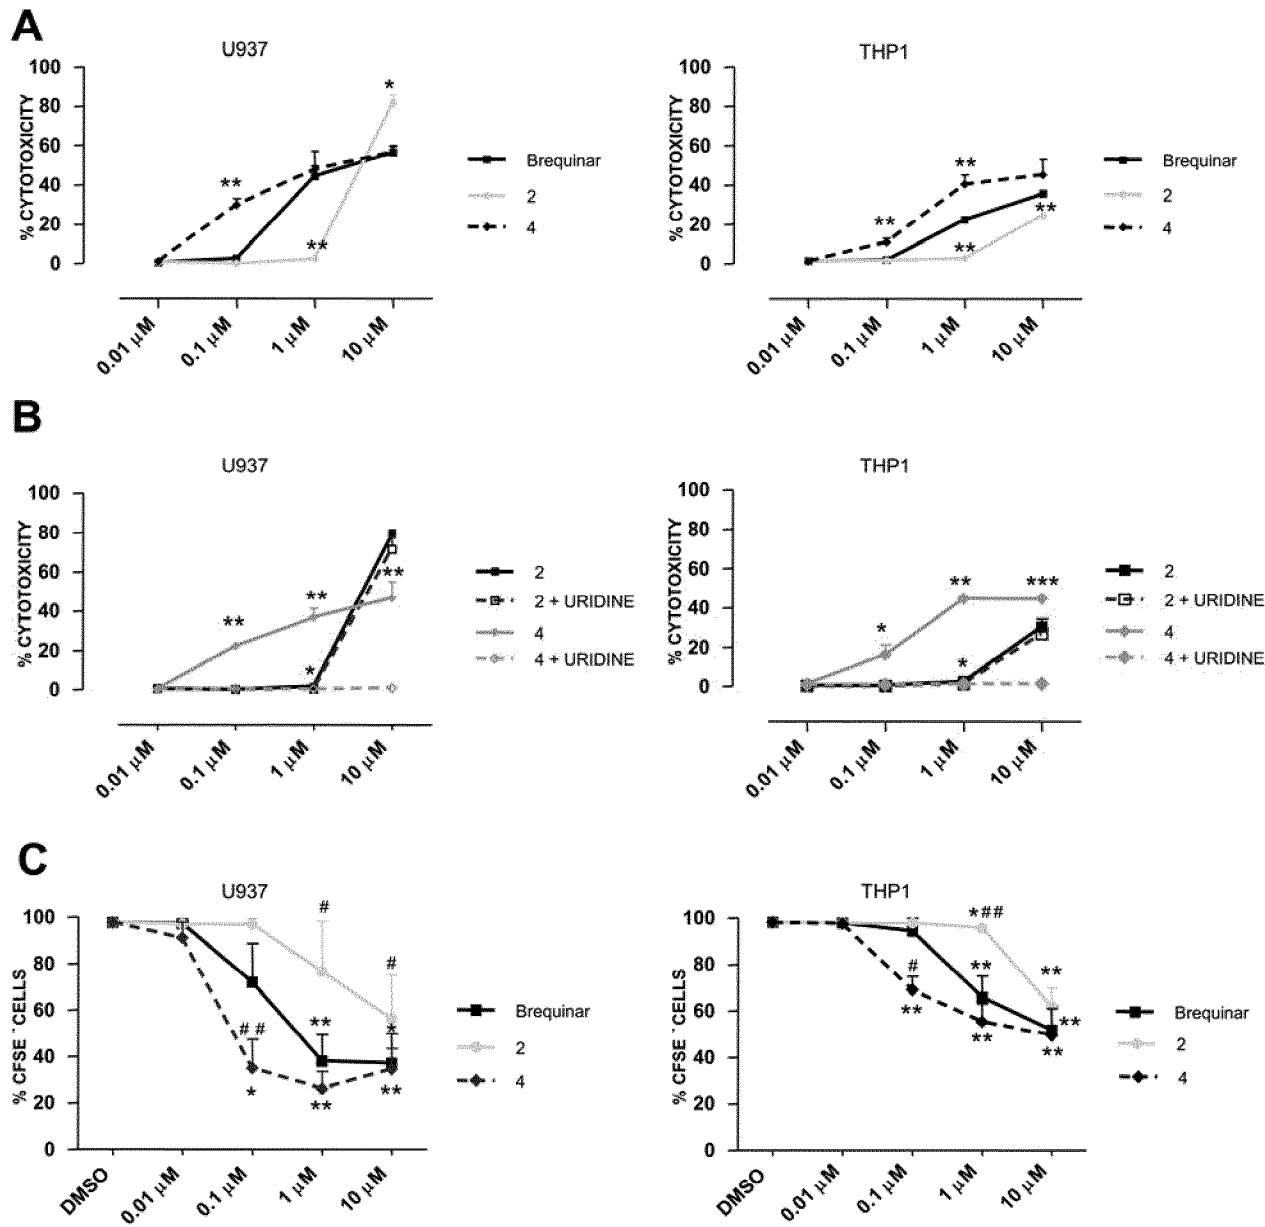 A
U937
THP1
% CYTOTOXICITY
100
80
60
40
20
0
*
**
**
0.01 μM
0.1 μM
1 μM
10 μM
Brequinar
2
4
% CYTOTOXICITY
100
80
60
40
20
0
**
**
**
**
0.01 μM
0.1 μM
1 μM
10 μM
Brequinar
2
4
B
U937
THP1
% CYTOTOXICITY
100
80
60
40
20
0
**
**
**
*
0.01 μM
0.1 μM
1 μM
10 μM
2
2 + URIDINE
4
4 + URIDINE
% CYTOTOXICITY
100
80
60
40
20
0
*
**
***
*
0.01 μM
0.1 μM
1 μM
10 μM
2
2 + URIDINE
4
4 + URIDINE
C
U937
THP1
% CFSE - CELLS
100
80
60
40
20
0
#
#
**
*
##
*
**
**
DMSO
0.01 μM
0.1 μM
1 μM
10 μM
Brequinar
2
4
% CFSE - CELLS
100
80
60
40
20
0
*##
**
**
#
**
**
**
**
DMSO
0.01 μM
0.1 μM
1 μM
10 μM
Brequinar
2
4